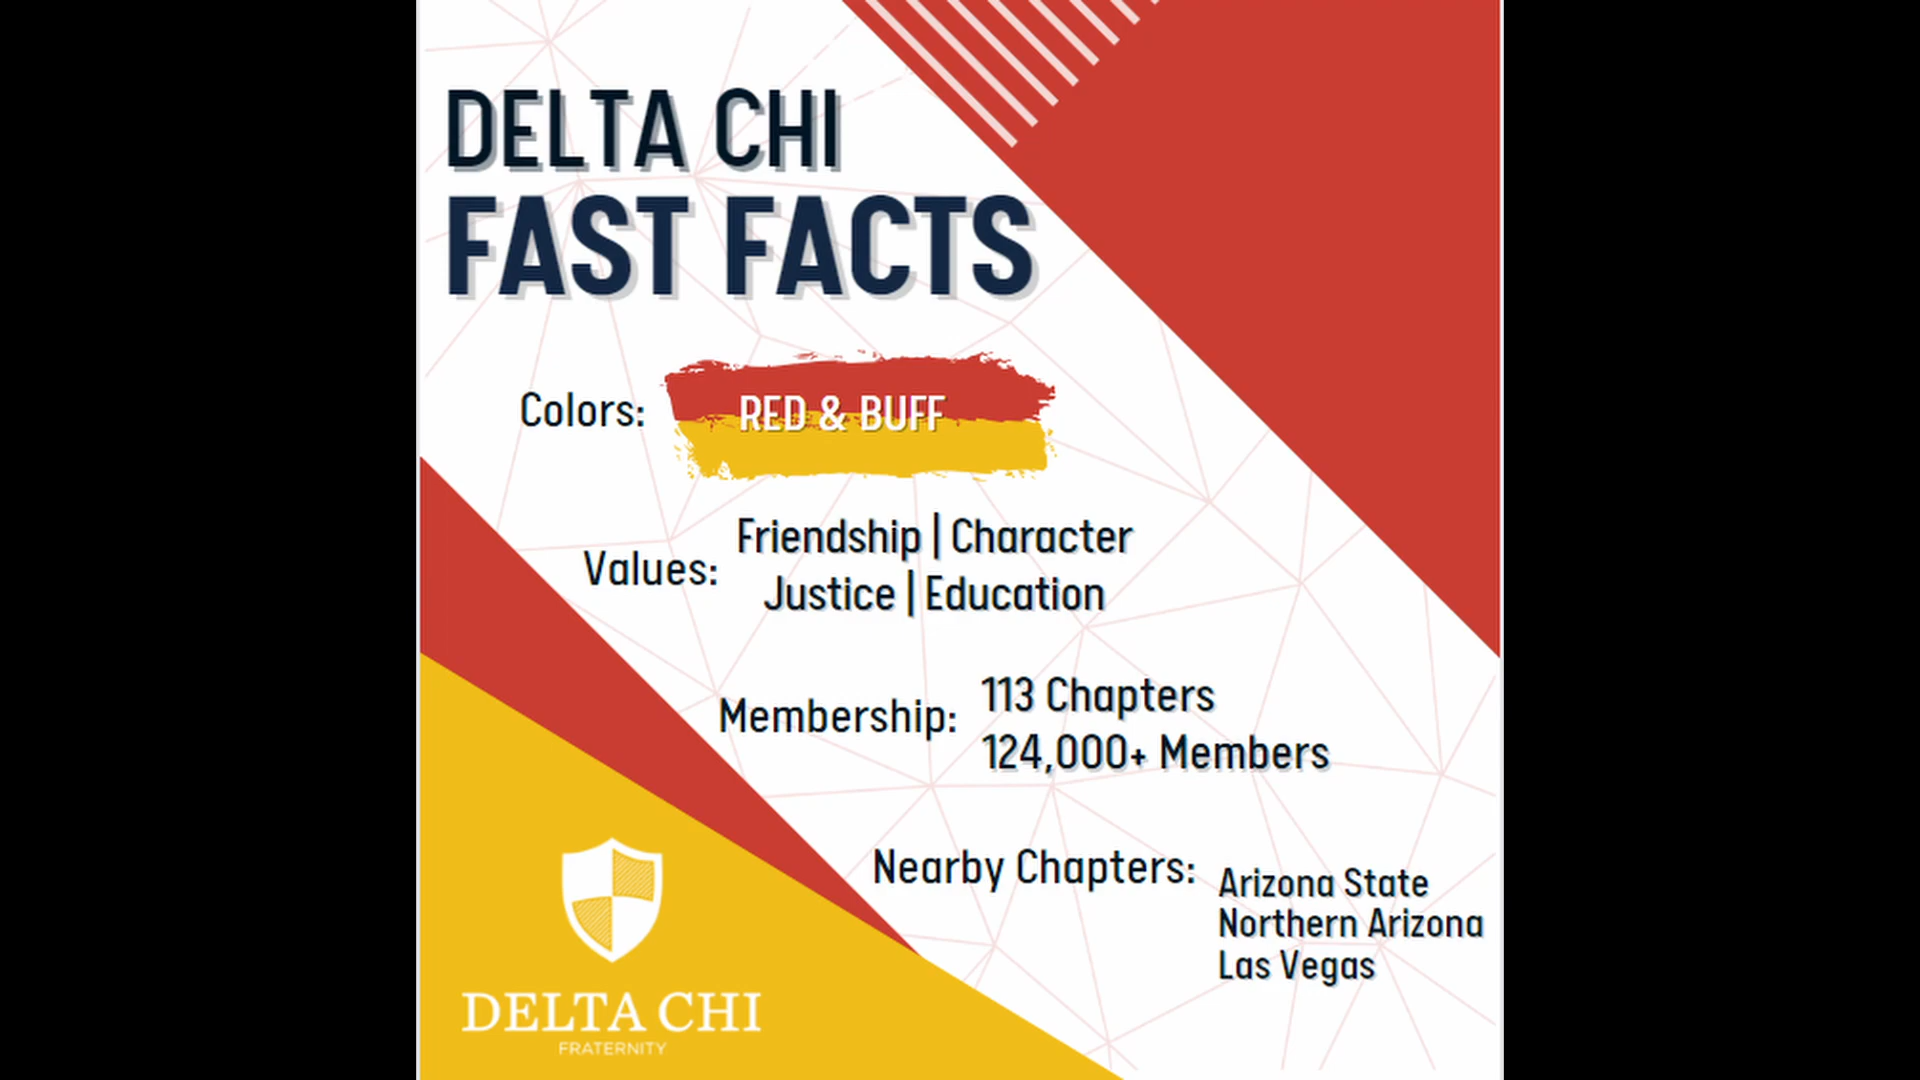 DELTA CHI
FAST FACTS
Colors: RED & BUFF
Values: Friendship | Character
Justice | Education
Membership: 113 Chapters
124,000+ Members
Nearby Chapters: Arizona State
Northern Arizona
Las Vegas
DELTA CHI
FRATERNITY